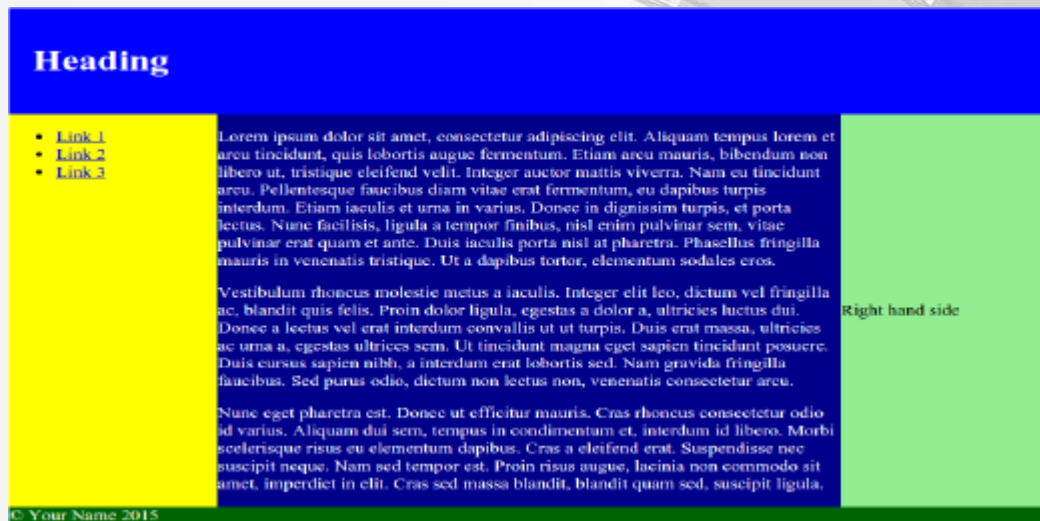 Heading
Link 1
Link 2
Link 3
Lorem ipsum dolor sit amet, consectetur adipiscing elit. Aliquam tempus lorem et
arcu tincidunt, quis lobortis augue fermentum. Etiam arcu mauris, bibendum non
libero ut, tristique eleifend velit. Integer auctor mattis viverra. Nam eu tincidunt
arcu. Pellentesque faucibus diam vitae erat fermentum, eu dapibus turpis
interdum. Etiam iaculis et urna in varius. Donec in dignissim turpis, et porta
lectus. Nunc facilisis, ligula a tempor finibus, nisl enim pulvinar sem, vitae
pulvinar erat quam et ante. Duis iaculis porta nisl at pharetra. Phasellus fringilla
mauris in venenatis tristique. Ut a dapibus tortor, elementum sodales eros.
Vestibulum rhoncus molestie metus a iaculis. Integer elit leo, dictum vel fringilla
ac, blandit quis felis. Proin dolor ligula, egestas a dolor a, ultricies luctus dui.
Donec a lectus vel erat interdum convallis ut ut turpis. Duis erat massa, ultricies
ac urna a, egestas ultrices sem. Ut tincidunt magna eget sapien tincidunt posuere.
Duis cursus sapien nibh, a interdum erat lobortis sed. Nam gravida fringilla
faucibus. Sed purus odio, dictum non lectus non, venenatis consectetur arcu.
Nunc eget pharetra est. Donec ut efficitur mauris. Cras rhoncus consectetur odio
id varius. Aliquam dui sem, tempus in condimentum et, interdum id libero. Morbi
scelerisque risus eu elementum dapibus. Cras a eleifend erat. Suspendisse nec
suscipit neque. Nam sed tempor est. Proin risus augue, lacinia non commodo sit
amet, imperdiet in elit. Cras sed massa blandit, blandit quam sed, suscipit ligula.
Right hand side
© Your Name 2015